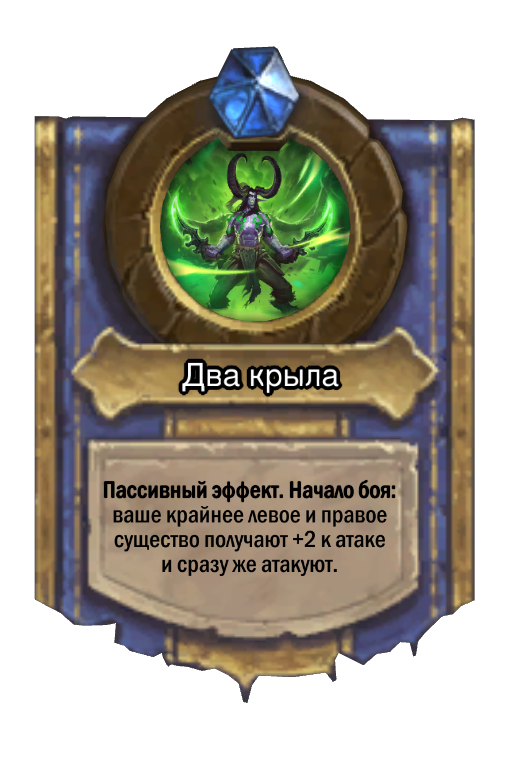 Два крыла
Пассивный эффект. Начало боя:
ваше крайнее левое и правое
существо получают +2 к атаке
и сразу же атакуют.